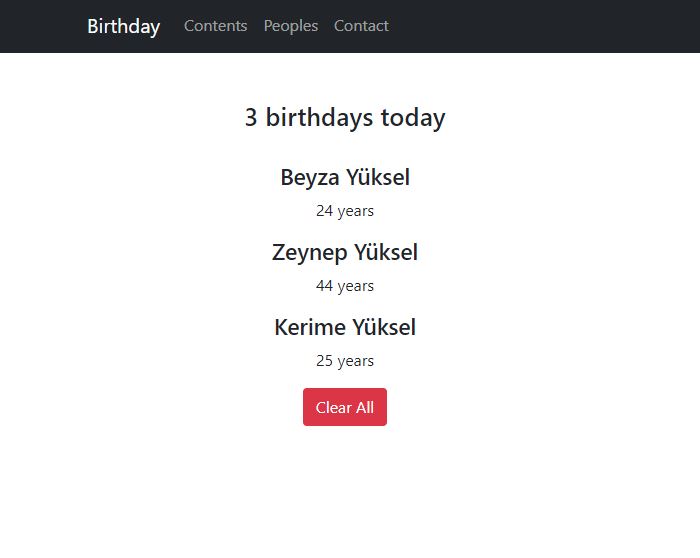 Birthday Contents Peoples Contact
3 birthdays today
Beyza Yüksel
24 years
Zeynep Yüksel
44 years
Kerime Yüksel
25 years
Clear All